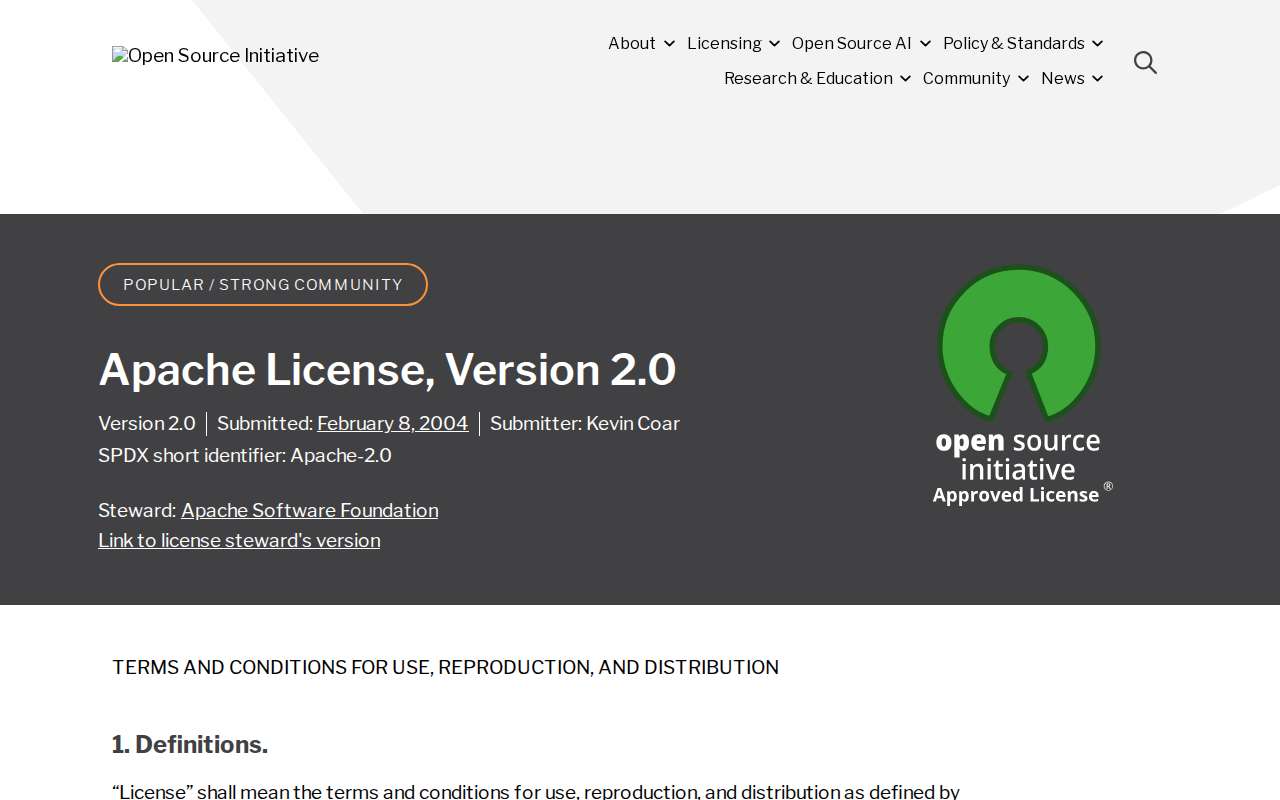 Open Source Initiative
About Licensing Open Source AI Policy & Standards
Research & Education Community News
POPULAR / STRONG COMMUNITY
Apache License, Version 2.0
Version 2.0 Submitted: February 8, 2004 Submitter: Kevin Coar
SPDX short identifier: Apache-2.0
Steward: Apache Software Foundation
Link to license steward's version
open source
initiative
Approved License ®
TERMS AND CONDITIONS FOR USE, REPRODUCTION, AND DISTRIBUTION
1. Definitions.
“License” shall mean the terms and conditions for use, reproduction, and distribution as defined by